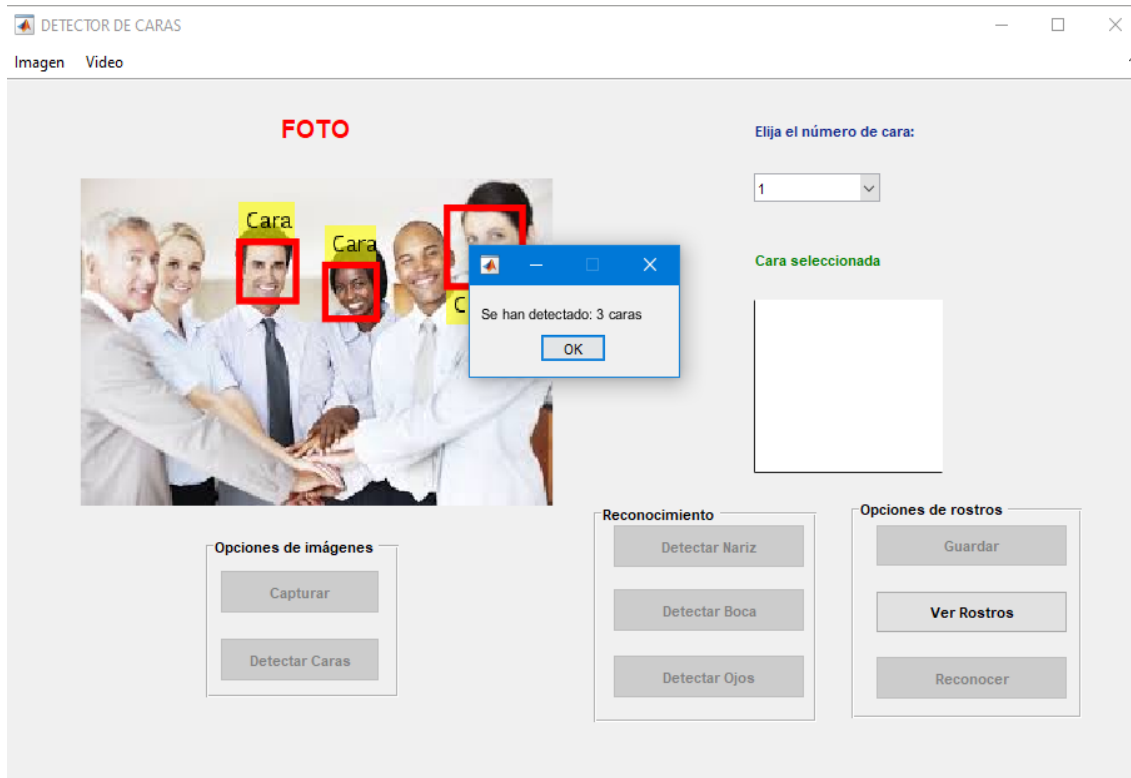 DETECTOR DE CARAS
Imagen Video
FOTO
Elija el número de cara:
1
Cara seleccionada
Cara
Cara
C
Se han detectado: 3 caras
OK
Opciones de imágenes
Capturar
Detectar Caras
Reconocimiento
Detectar Nariz
Detectar Boca
Detectar Ojos
Opciones de rostros
Guardar
Ver Rostros
Reconocer